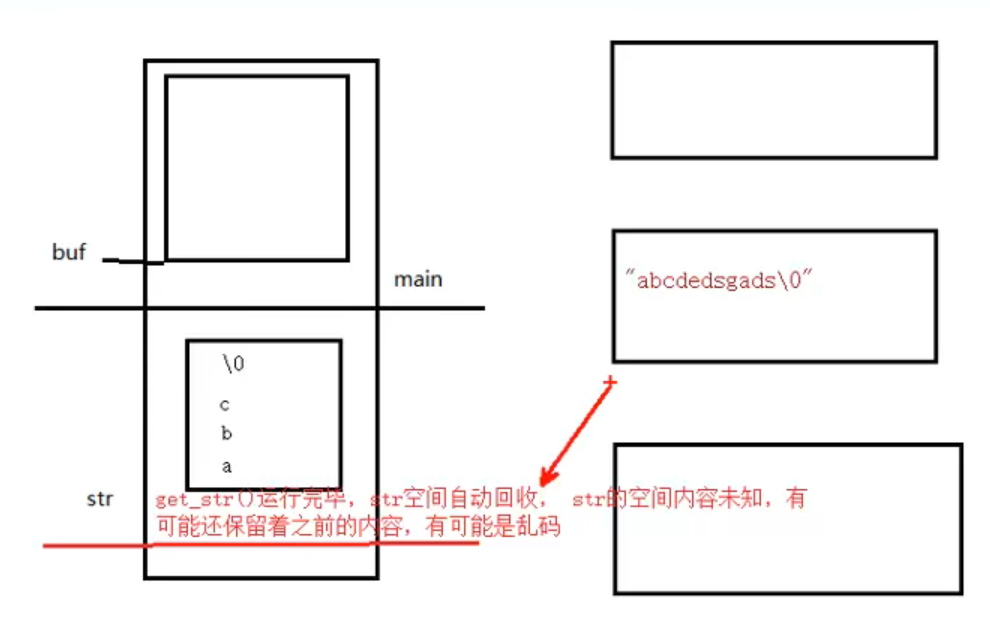 buf
main
"abcdedsgads\0"
\0
c
b
a
str
get_str()运行完毕，str空间自动回收， str的空间内容未知，有
可能还保留着之前的内容，有可能是乱码